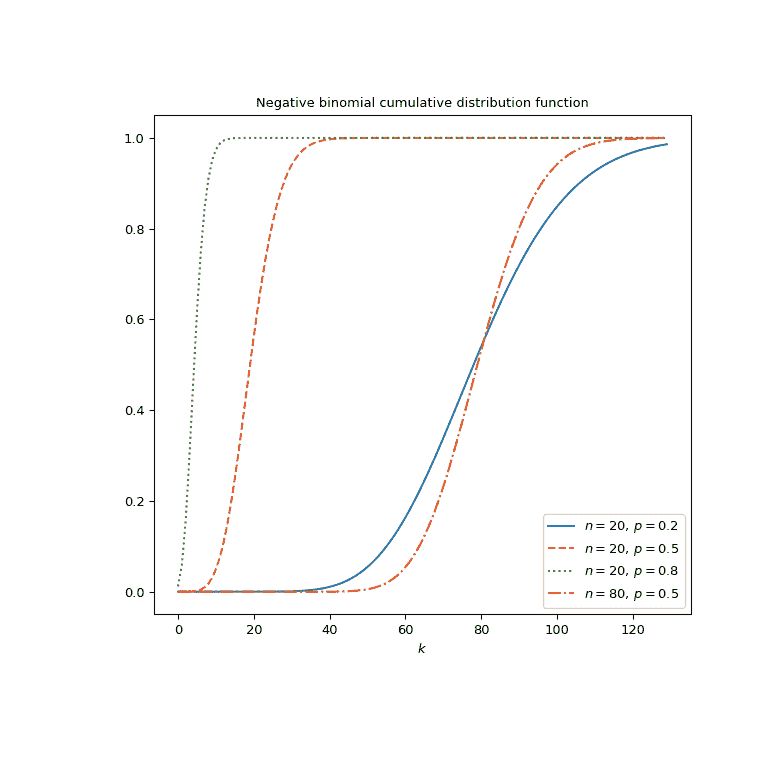 Negative binomial cumulative distribution function
1.0
0.8
0.6
0.4
0.2
0.0
n = 20, p = 0.2
n = 20, p = 0.5
n = 20, p = 0.8
n = 80, p = 0.5
0 20 40 60 80 100 120
k